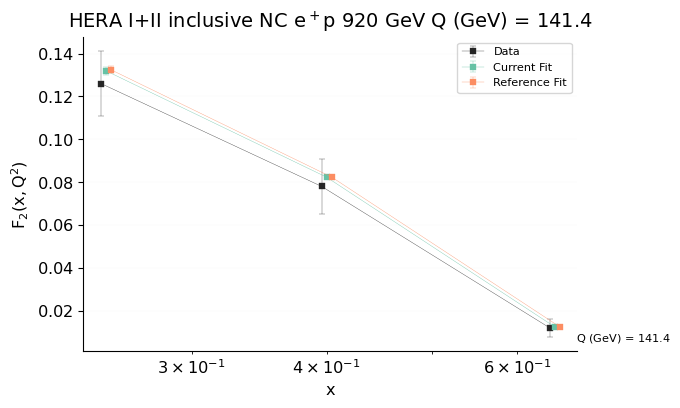 HERA I+II inclusive NC e⁺p 920 GeV Q (GeV) = 141.4
Data
Current Fit
Reference Fit
F₂(x, Q²)
0.14
0.12
0.10
0.08
0.06
0.04
0.02
Q (GeV) = 141.4
3 × 10⁻¹
4 × 10⁻¹
6 × 10⁻¹
x